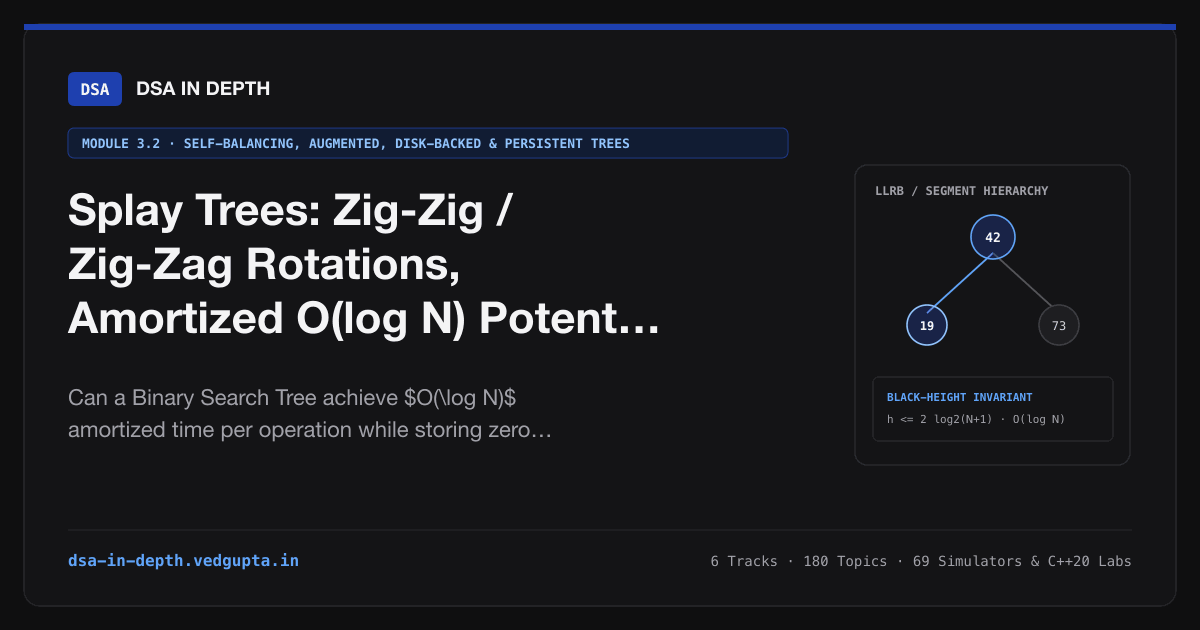 DSA
DSA IN DEPTH
MODULE 3.2 · SELF-BALANCING, AUGMENTED, DISK-BACKED & PERSISTENT TREES
Splay Trees: Zig-Zig /
Zig-Zag Rotations,
Amortized O(log N) Potent...
Can a Binary Search Tree achieve $O(\log N)$
amortized time per operation while storing zero...
LLRB / SEGMENT HIERARCHY
42
19
73
BLACK-HEIGHT INVARIANT
h <= 2 log2(N+1) · O(log N)
dsa-in-depth.vedgupta.in
6 Tracks · 180 Topics · 69 Simulators & C++20 Labs